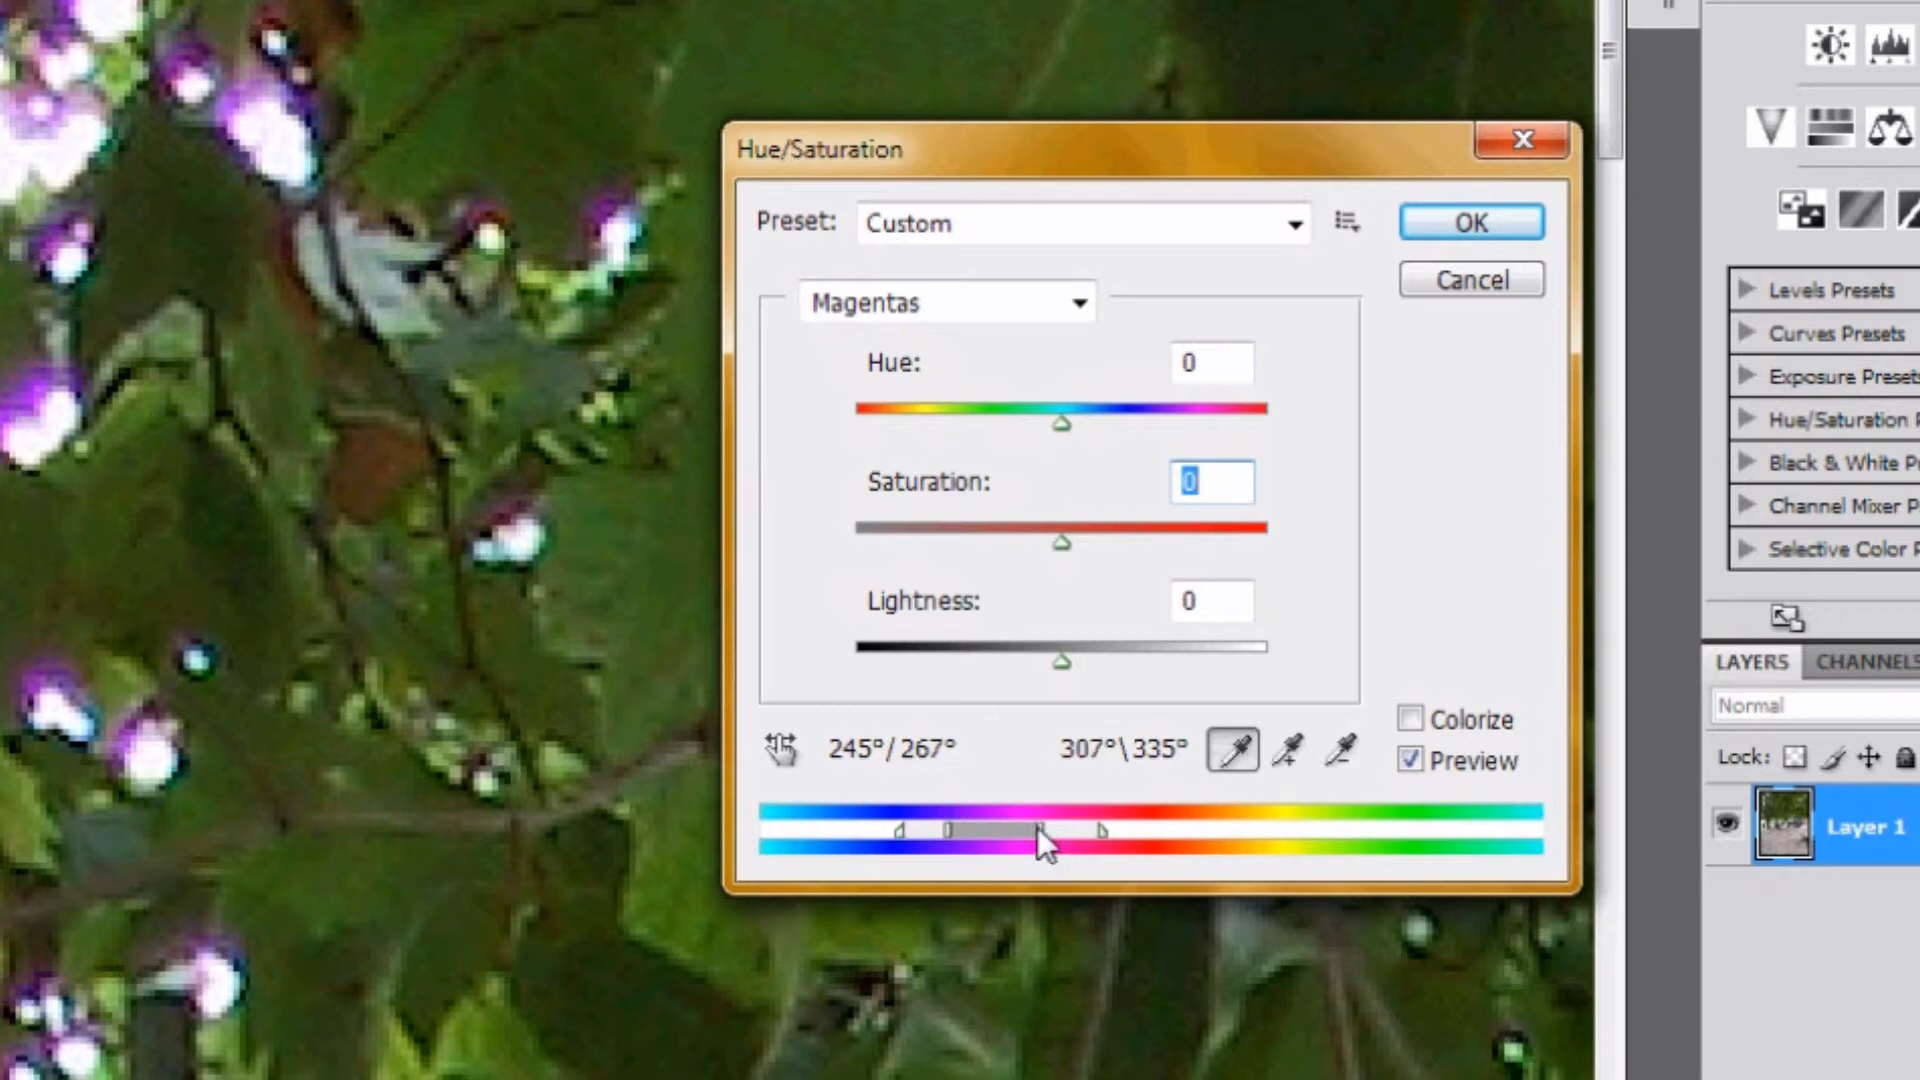 Hue/Saturation
Preset: Custom
OK
Cancel
Magentas
Hue: 0
Saturation: 0
Lightness: 0
Colorize
245°/ 267° 307°\335°
Preview
Levels Presets
Curves Presets
Exposure Presets
Hue/Saturation P
Black & White Pr
Channel Mixer P
Selective Color P
LAYERS CHANNELS
Normal
Lock:
Layer 1